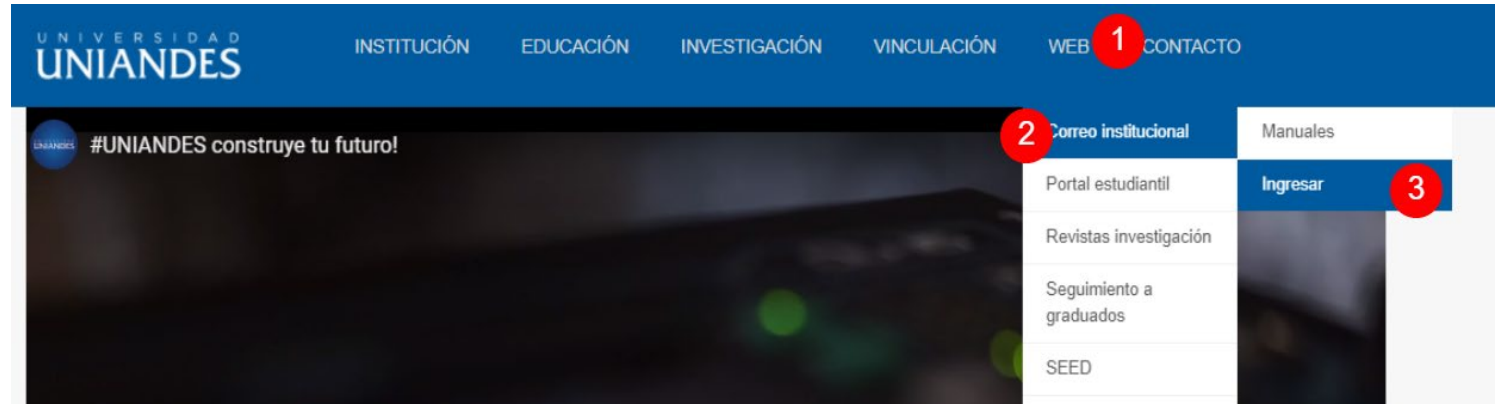 UNIVERSIDAD
UNIANDES
INSTITUCIÓN EDUCACIÓN INVESTIGACIÓN VINCULACIÓN WEB 1 CONTACTO
#UNIANDES construye tu futuro!
2 Correo institucional
Manuales
Portal estudiantil
Ingresar 3
Revistas investigación
Seguimiento a
graduados
SEED